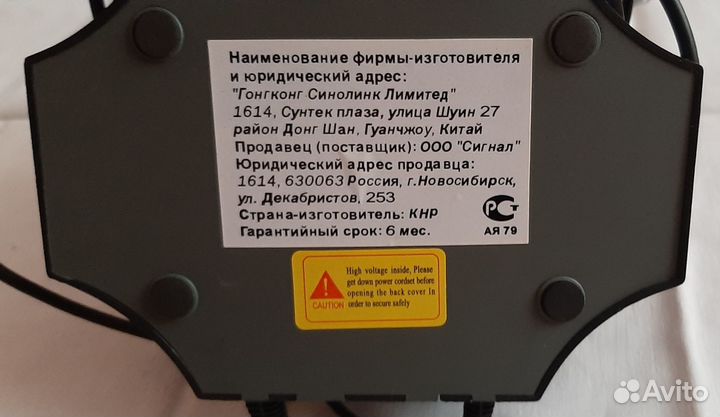 Наименование фирмы-изготовителя
и юридический адрес:
"Гонгконг Синолинк Лимитед"
1614, Сунтек плаза, улица Шуин 27
район Донг Шан, Гуанчжоу, Китай
Продавец (поставщик): ООО "Сигнал"
Юридический адрес продавца:
1614, 630063 Россия, г.Новосибирск,
ул. Декабристов, 253
Страна-изготовитель: КНР
Гарантийный срок: 6 мес.
РСТ
АЯ 79
High voltage inside, Please
get down power cordset before
opening the back cover In
order to secure safely
CAUTION
Avito